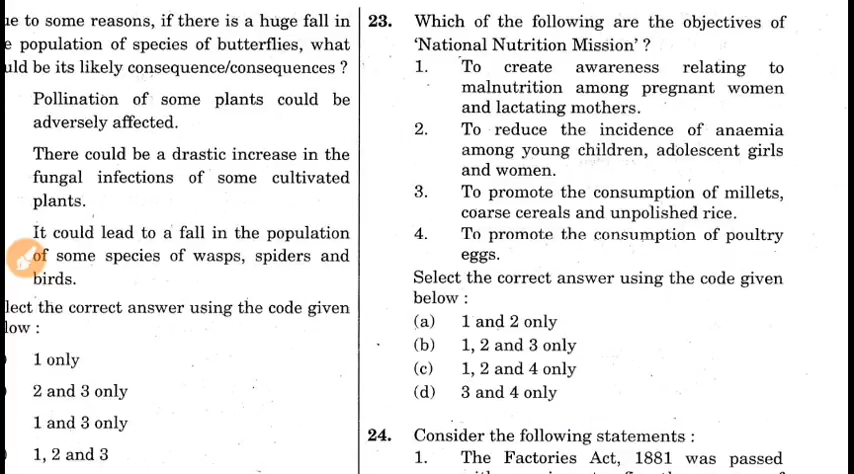 to some reasons, if there is a huge fall in
population of species of butterflies, what
be its likely consequence/consequences ?
Pollination of some plants could be
adversely affected.
There could be a drastic increase in the
fungal infections of some cultivated
plants.
It could lead to a fall in the population
of some species of wasps, spiders and
birds.
lect the correct answer using the code given
low :
1 only
2 and 3 only
1 and 3 only
1, 2 and 3
23. Which of the following are the objectives of
'National Nutrition Mission' ?
1. To create awareness relating to
malnutrition among pregnant women
and lactating mothers.
2. To reduce the incidence of anaemia
among young children, adolescent girls
and women.
3. To promote the consumption of millets,
coarse cereals and unpolished rice.
4. To promote the consumption of poultry
eggs.
Select the correct answer using the code given
below :
(a) 1 and 2 only
(b) 1, 2 and 3 only
(c) 1, 2 and 4 only
(d) 3 and 4 only
24. Consider the following statements :
1. The Factories Act, 1881 was passed